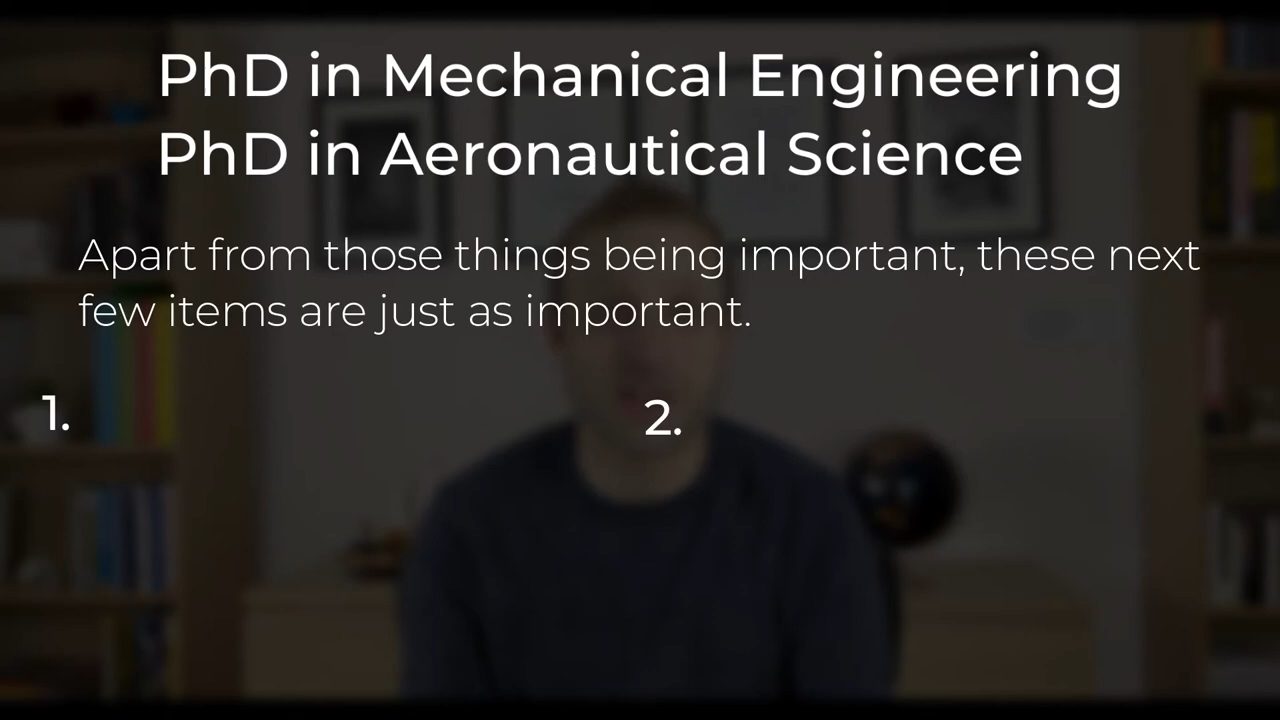 PhD in Mechanical Engineering
PhD in Aeronautical Science
Apart from those things being important, these next
few items are just as important.
1.
2.